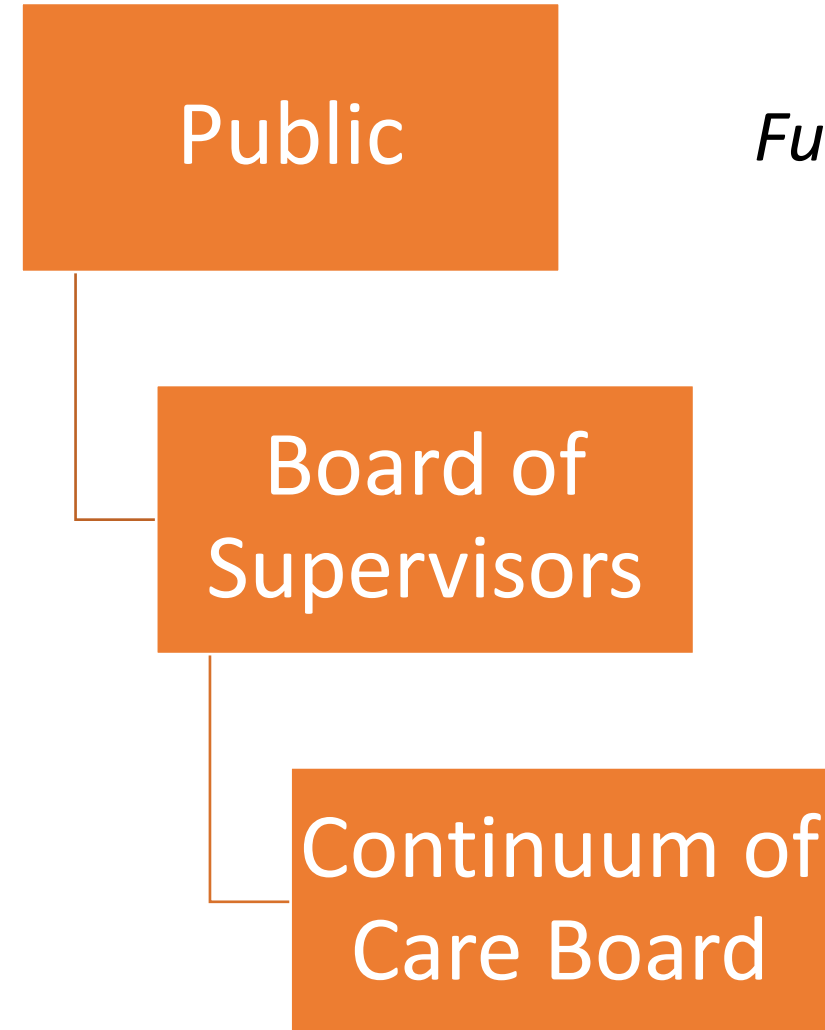 Public
Fu
Board of
Supervisors
Continuum of
Care Board